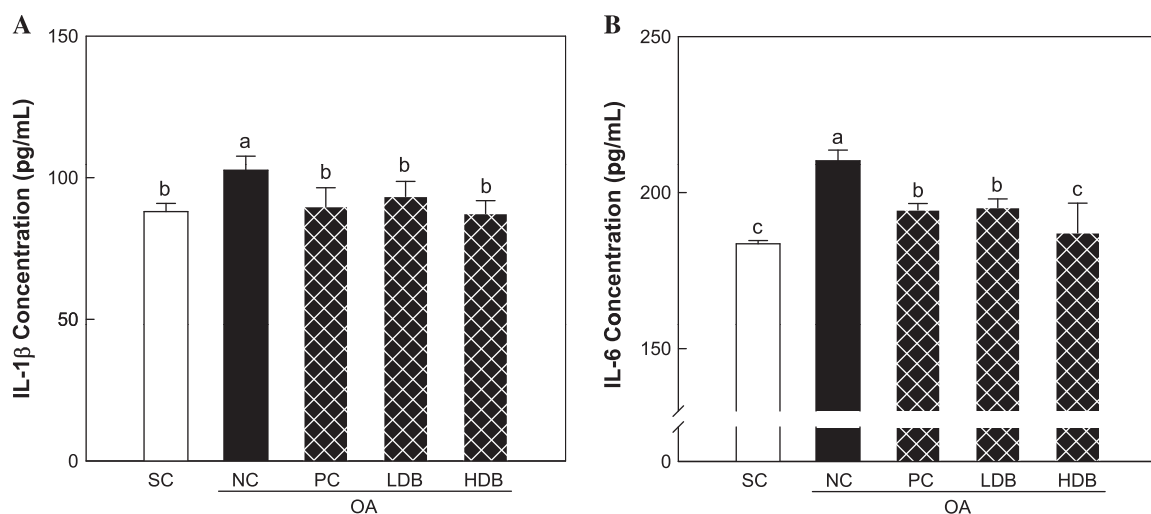 A
IL-1β Concentration (pg/mL)
150
100
50
0
b
a
b
b
b
SC NC PC LDB HDB
OA
B
IL-6 Concentration (pg/mL)
250
200
150
0
c
a
b
b
c
SC NC PC LDB HDB
OA